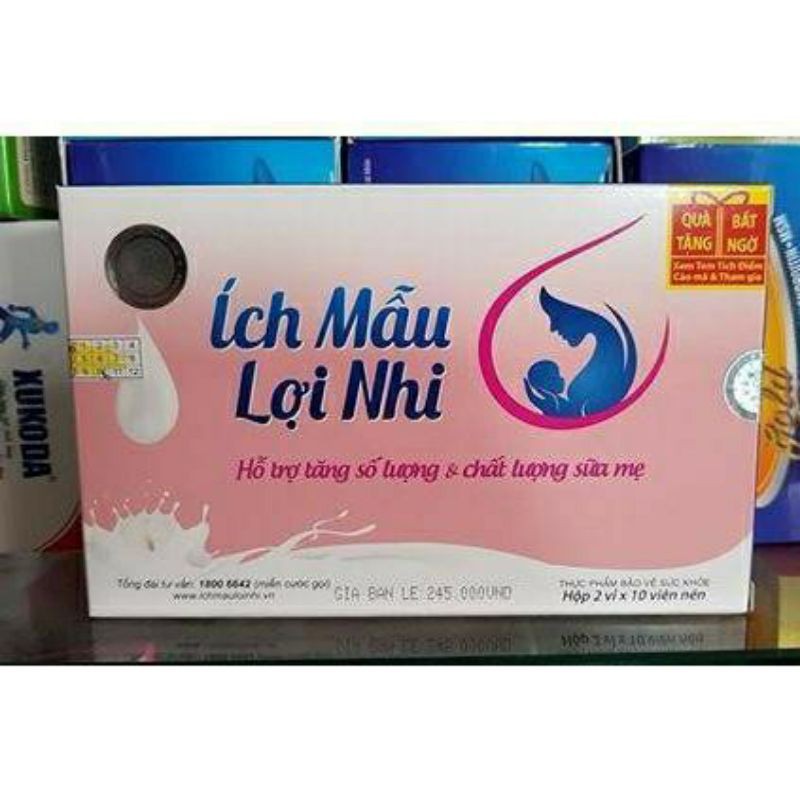 QUÀ TẶNG
BẤT NGỜ
Xem Tem Tích Điểm
Cào mã & Tham gia
Ích Mẫu
Lợi Nhi
Hỗ trợ tăng số lượng & chất lượng sữa mẹ
Tổng đài tư vấn: 1800 6642 (miễn cước gọi)
www.ichmauloinhi.vn
GIA BAN LE 245.000VND
THỰC PHẨM BẢO VỆ SỨC KHỎE
Hộp 2 vỉ x 10 viên nén
XUKODA